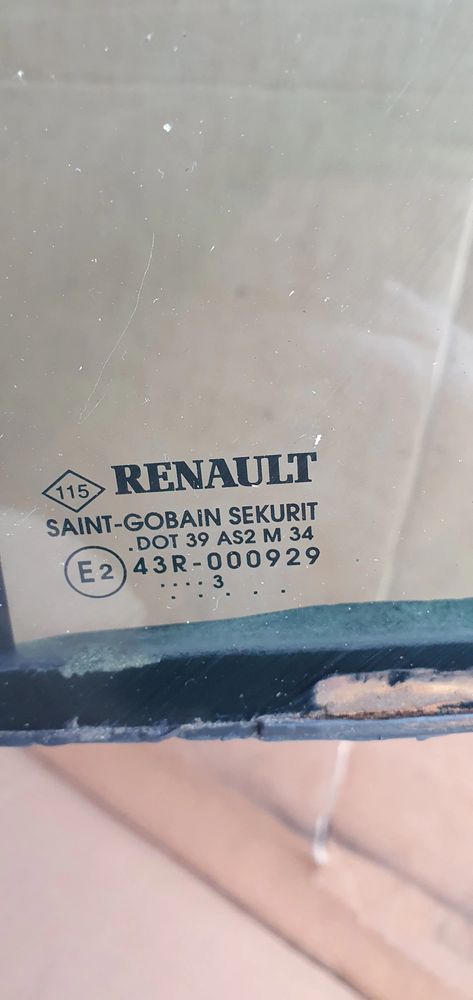 115 RENAULT
SAINT-GOBAIN SEKURIT
.DOT 39 AS2 M 34
E2 43R-000929
.... 3
.. ... . .